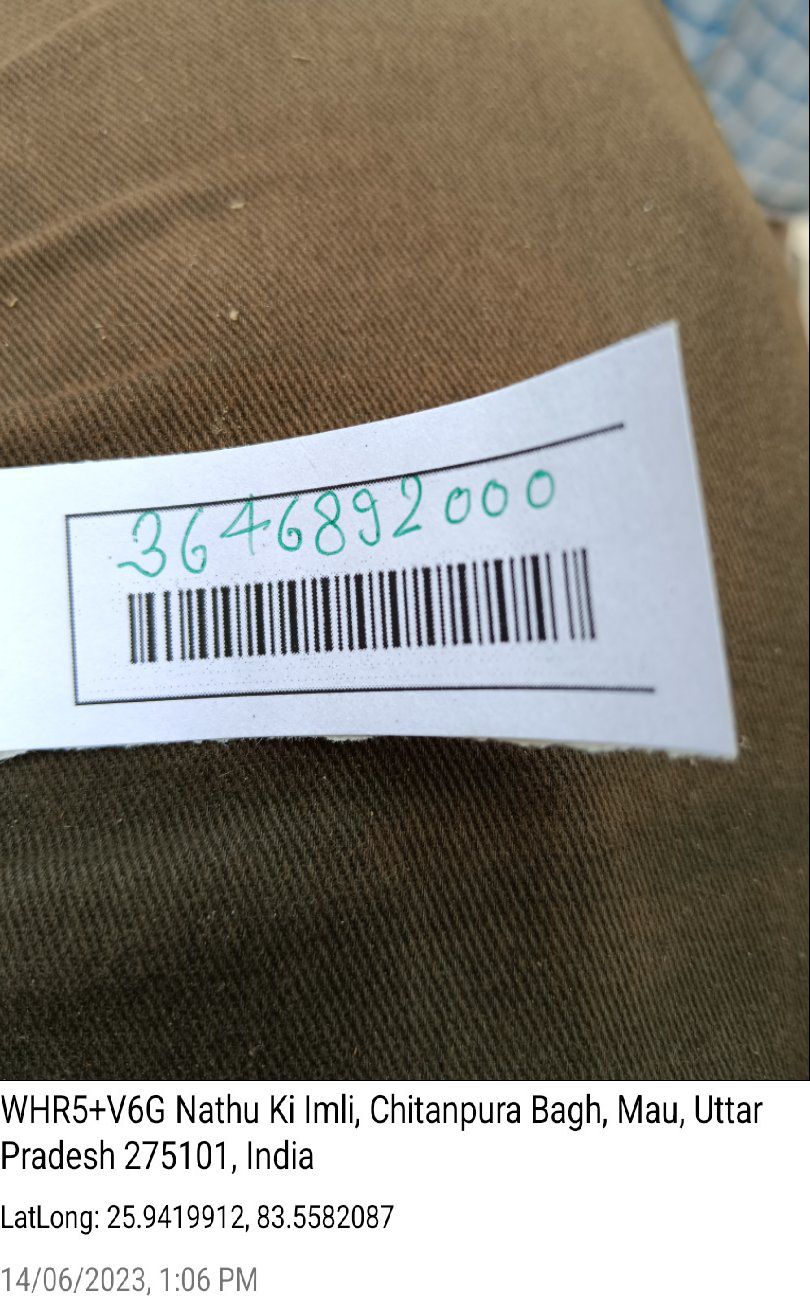 3646892000
WHR5+V6G Nathu Ki Imli, Chitanpura Bagh, Mau, Uttar
Pradesh 275101, India
LatLong: 25.9419912, 83.5582087
14/06/2023, 1:06 PM